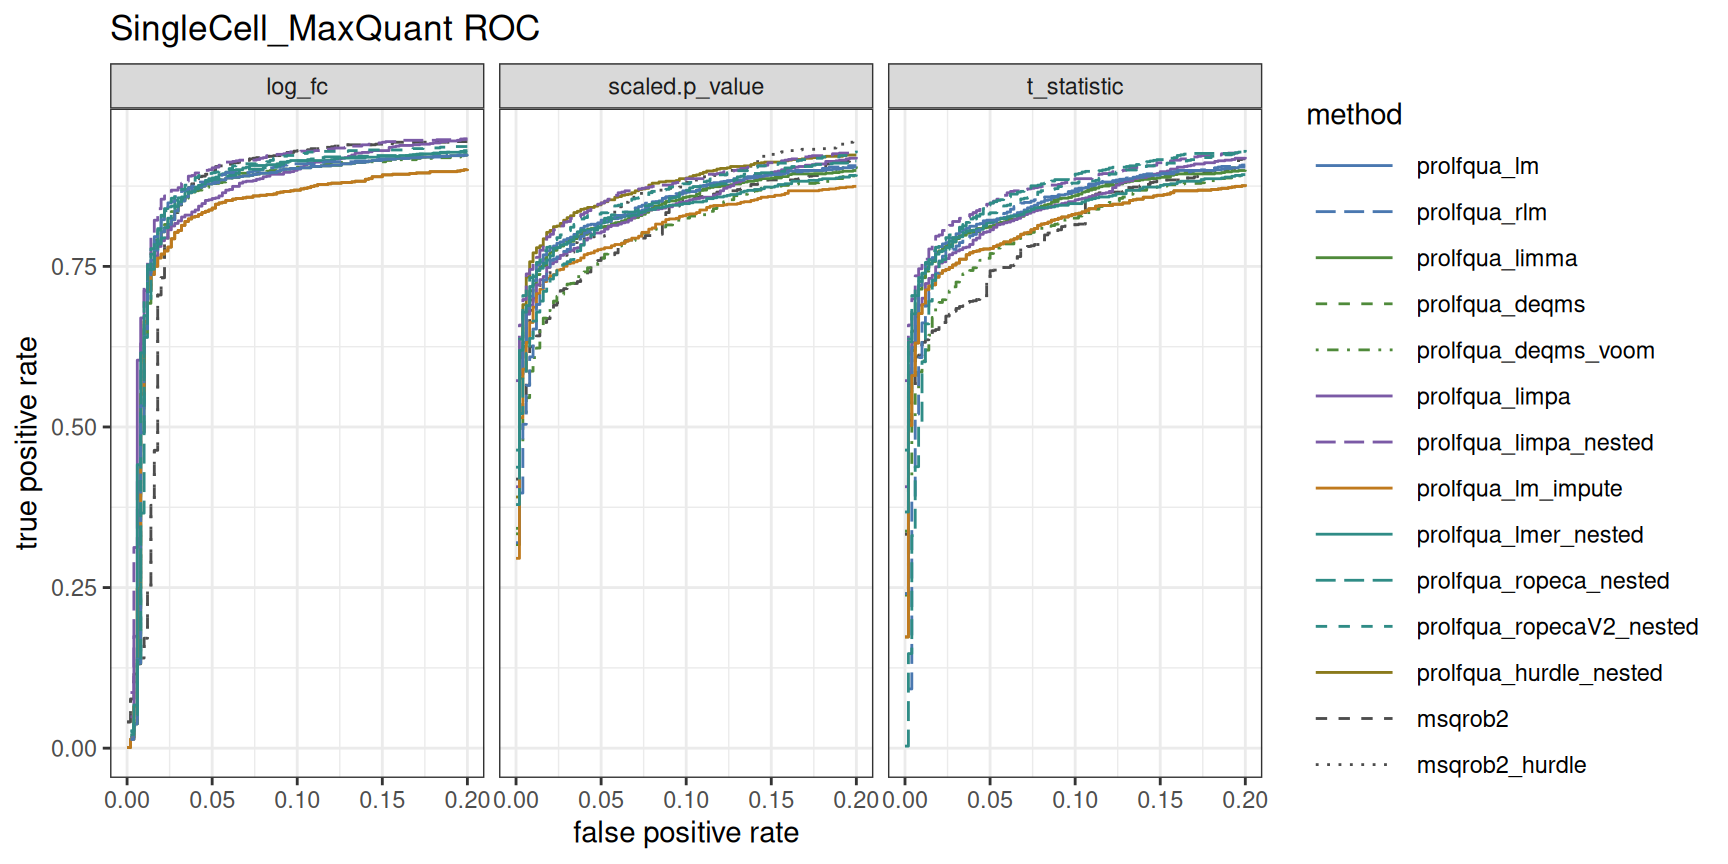 SingleCell_MaxQuant ROC
log_fc
scaled.p_value
t_statistic
true positive rate
0.75
0.50
0.25
0.00
0.00 0.05 0.10 0.15 0.20
0.00 0.05 0.10 0.15 0.20
0.00 0.05 0.10 0.15 0.20
false positive rate
method
prolfqua_lm
prolfqua_rlm
prolfqua_limma
prolfqua_deqms
prolfqua_deqms_voom
prolfqua_limpa
prolfqua_limpa_nested
prolfqua_lm_impute
prolfqua_lmer_nested
prolfqua_ropeca_nested
prolfqua_ropecaV2_nested
prolfqua_hurdle_nested
msqrob2
msqrob2_hurdle